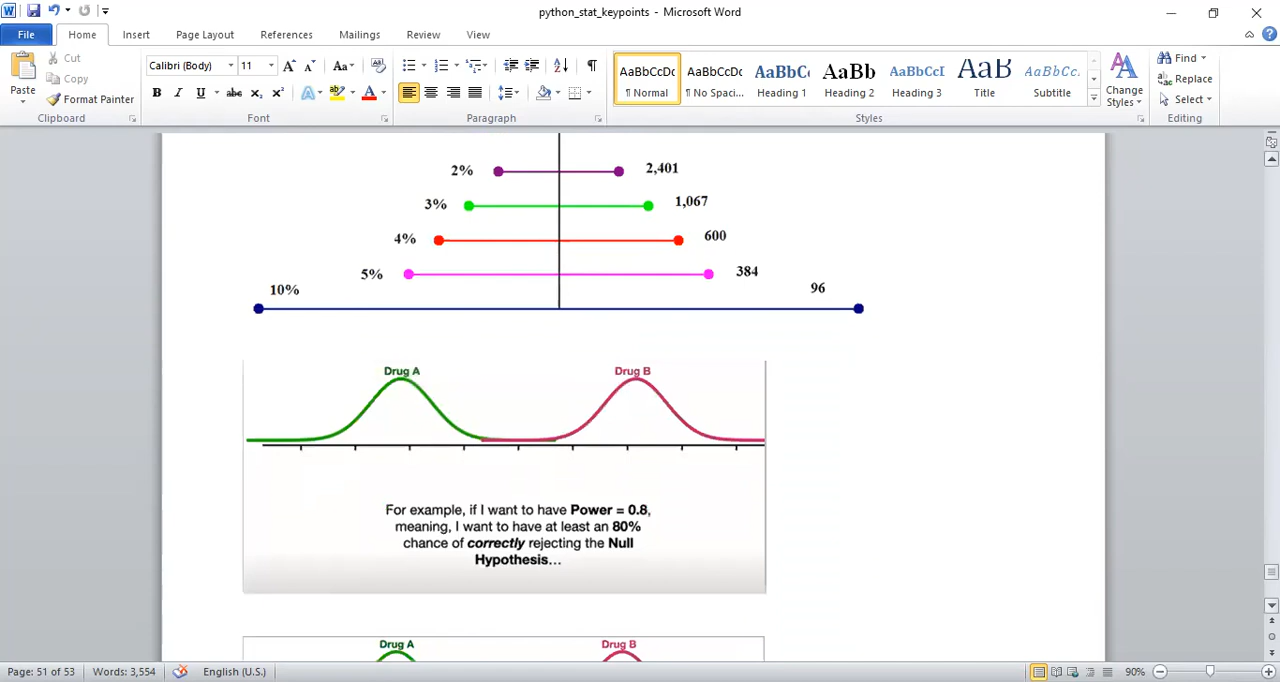 python_stat_keypoints - Microsoft Word
File Home Insert Page Layout References Mailings Review View
Paste
Cut
Copy
Format Painter
Clipboard
Calibri (Body) 11
Font
Paragraph
AaBbCcDc ¶ Normal
AaBbCcDc ¶ No Spaci...
AaBbCc Heading 1
AaBb Heading 2
AaBbCcI Heading 3
AaB Title
AaBbCc. Subtitle
Change Styles
Styles
Find
Replace
Select
Editing
2% 2,401
3% 1,067
4% 600
5% 384
10% 96
Drug A Drug B
For example, if I want to have Power = 0.8,
meaning, I want to have at least an 80%
chance of correctly rejecting the Null
Hypothesis...
Drug A Drug B
Page: 51 of 53 Words: 3,554 English (U.S.) 90%